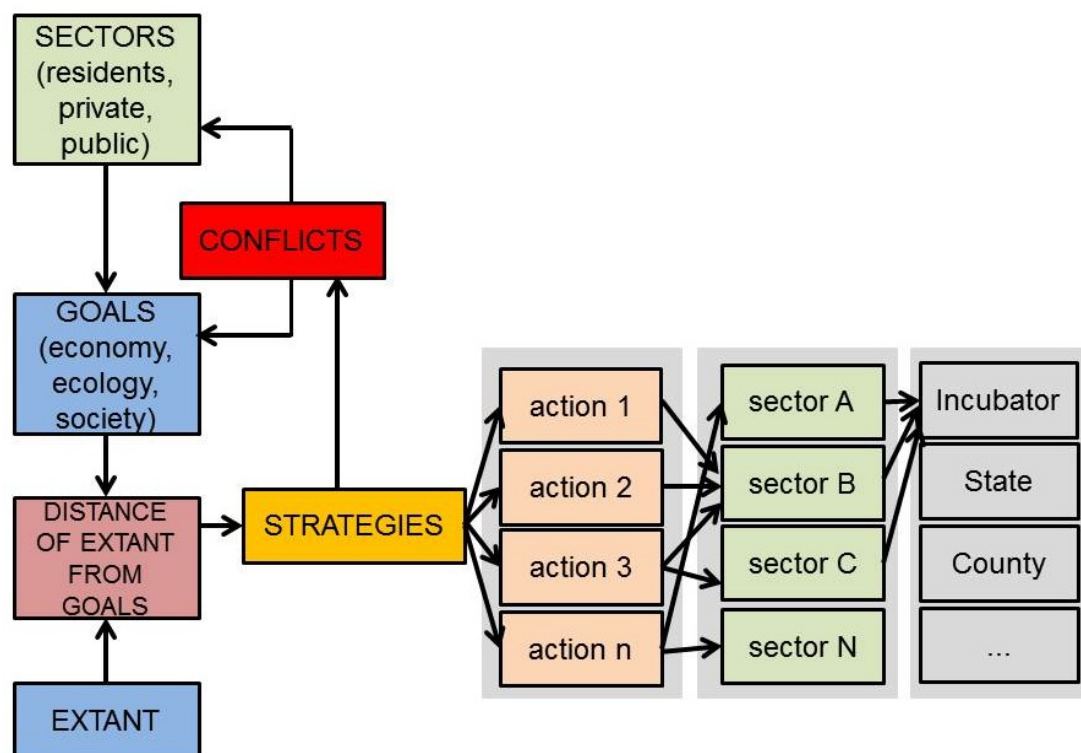 SECTORS
(residents,
private,
public)
CONFLICTS
GOALS
(economy,
ecology,
society)
DISTANCE
OF EXTANT
FROM
GOALS
STRATEGIES
EXTANT
action 1
action 2
action 3
action n
sector A
sector B
sector C
sector N
Incubator
State
County
...